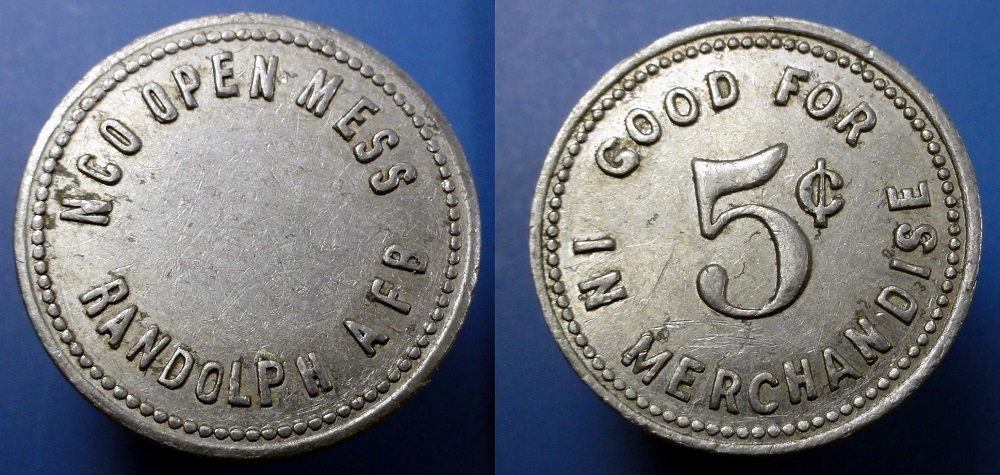 NCO OPEN MESS
RANDOLPH AFB
GOOD FOR
5¢
IN MERCHANDISE